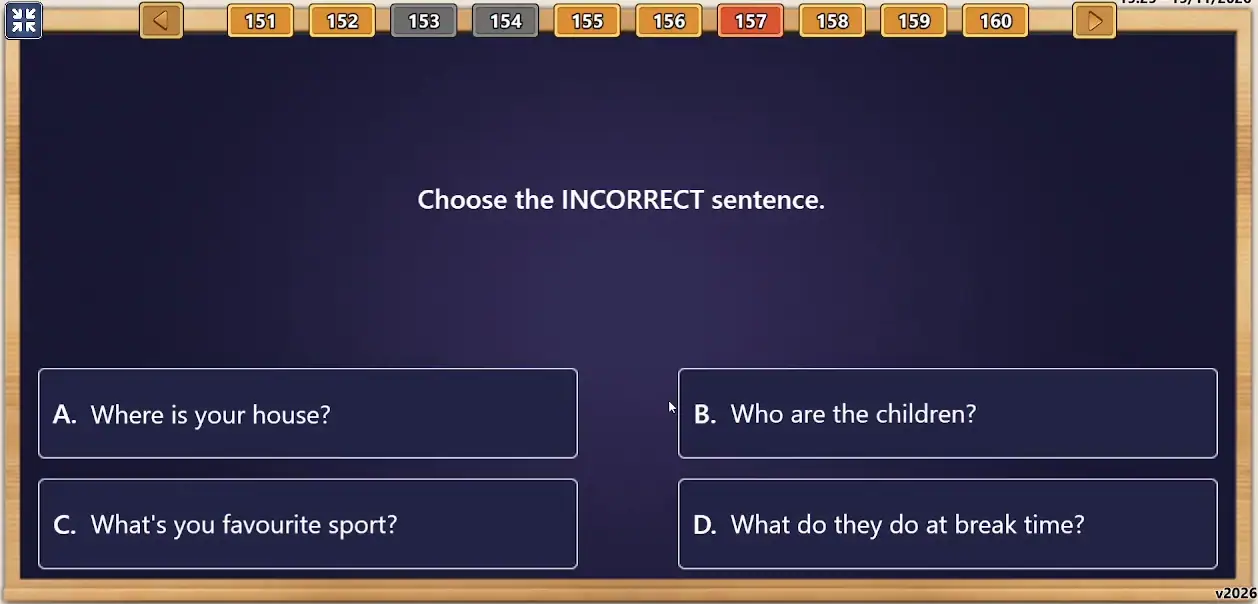 151 152 153 154 155 156 157 158 159 160
Choose the INCORRECT sentence.
A. Where is your house?
B. Who are the children?
C. What's you favourite sport?
D. What do they do at break time?
v2026